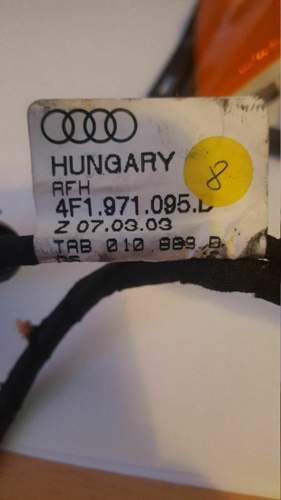 HUNGARY
8
AFH
4F1.971.095.
Z 07.03.03
TAB 010 889